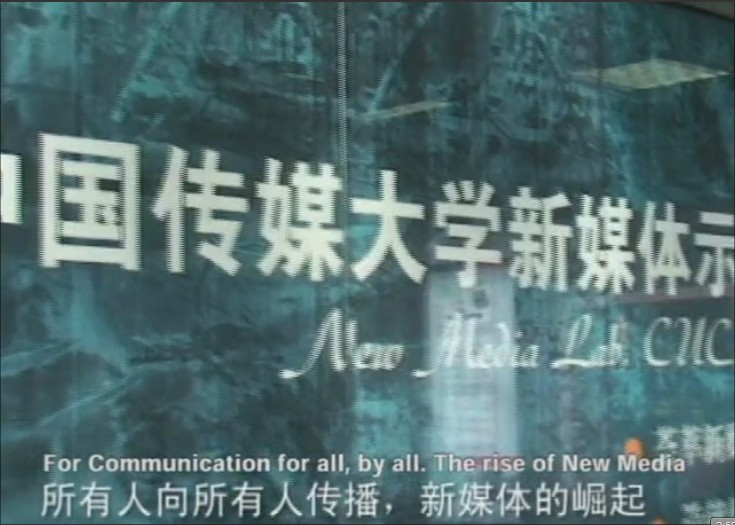 国传媒大学新媒体示
New Media Lab. CUC
For Communication for all, by all. The rise of New Media
所有人向所有人传播，新媒体的崛起